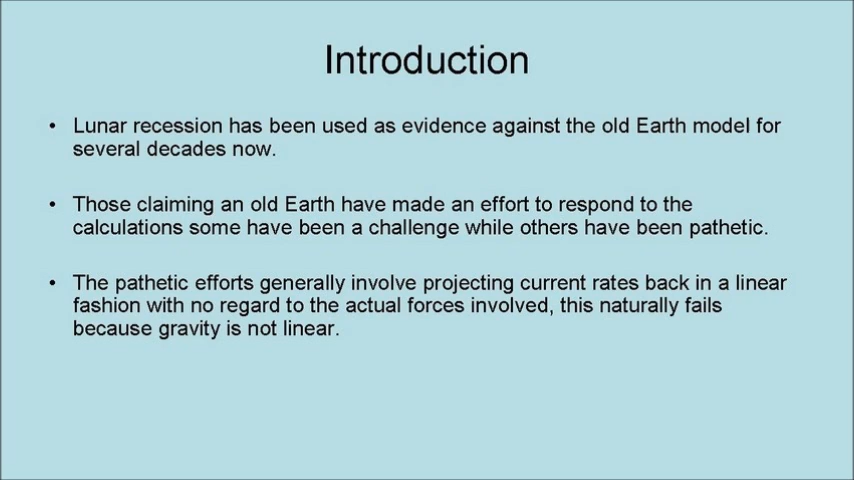 Introduction
• Lunar recession has been used as evidence against the old Earth model for
several decades now.
• Those claiming an old Earth have made an effort to respond to the
calculations some have been a challenge while others have been pathetic.
• The pathetic efforts generally involve projecting current rates back in a linear
fashion with no regard to the actual forces involved, this naturally fails
because gravity is not linear.